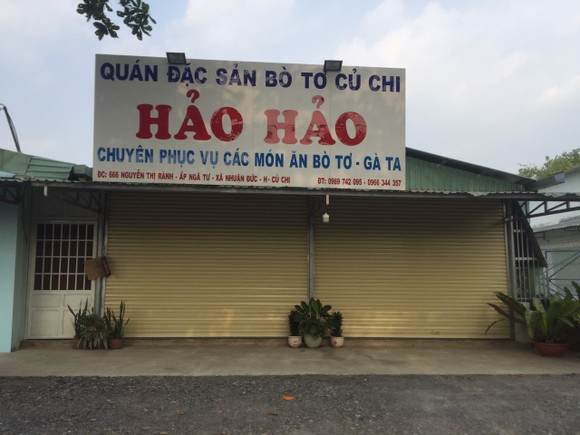 QUÁN ĐẶC SẢN BÒ TƠ CỦ CHI
HẢO HẢO
CHUYÊN PHỤC VỤ CÁC MÓN ĂN BÒ TƠ - GÀ TA
ĐC: 666 NGUYỄN THỊ RÀNH - ẤP NGÃ TƯ - XÃ NHUẬN ĐỨC - H- CỦ CHI ĐT: 0969 742 095 - 0966 344 357